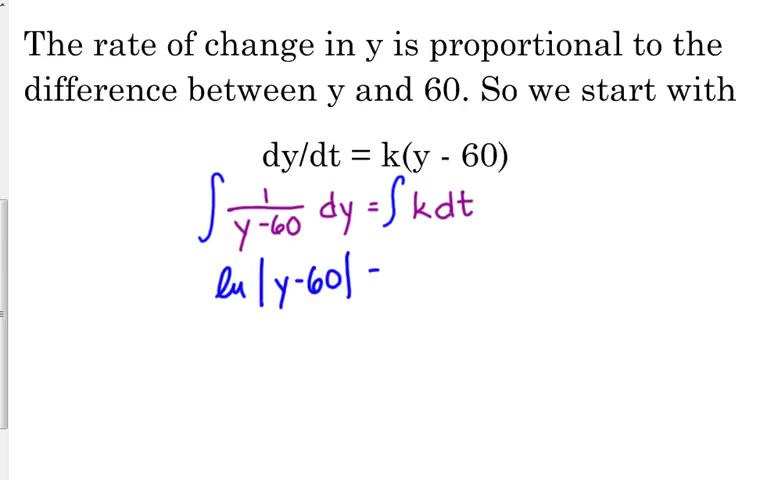 The rate of change in y is proportional to the
difference between y and 60. So we start with
dy/dt = k(y - 60)
∫ 1/(y-60) dy = ∫ k dt
ln |y-60| =